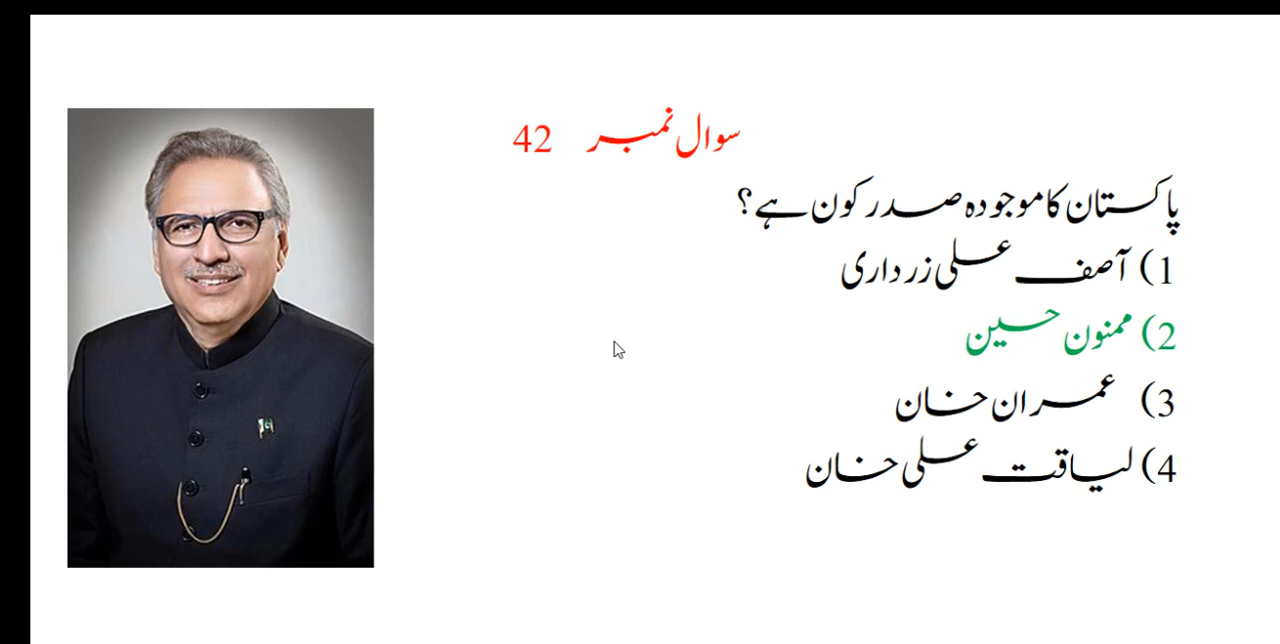 سوال نمبر 42
پاکستان کا موجودہ صدر کون ہے؟
1) آصف علی زرداری
2) ممنون حسین
3) عمران خان
4) لیاقت علی خان